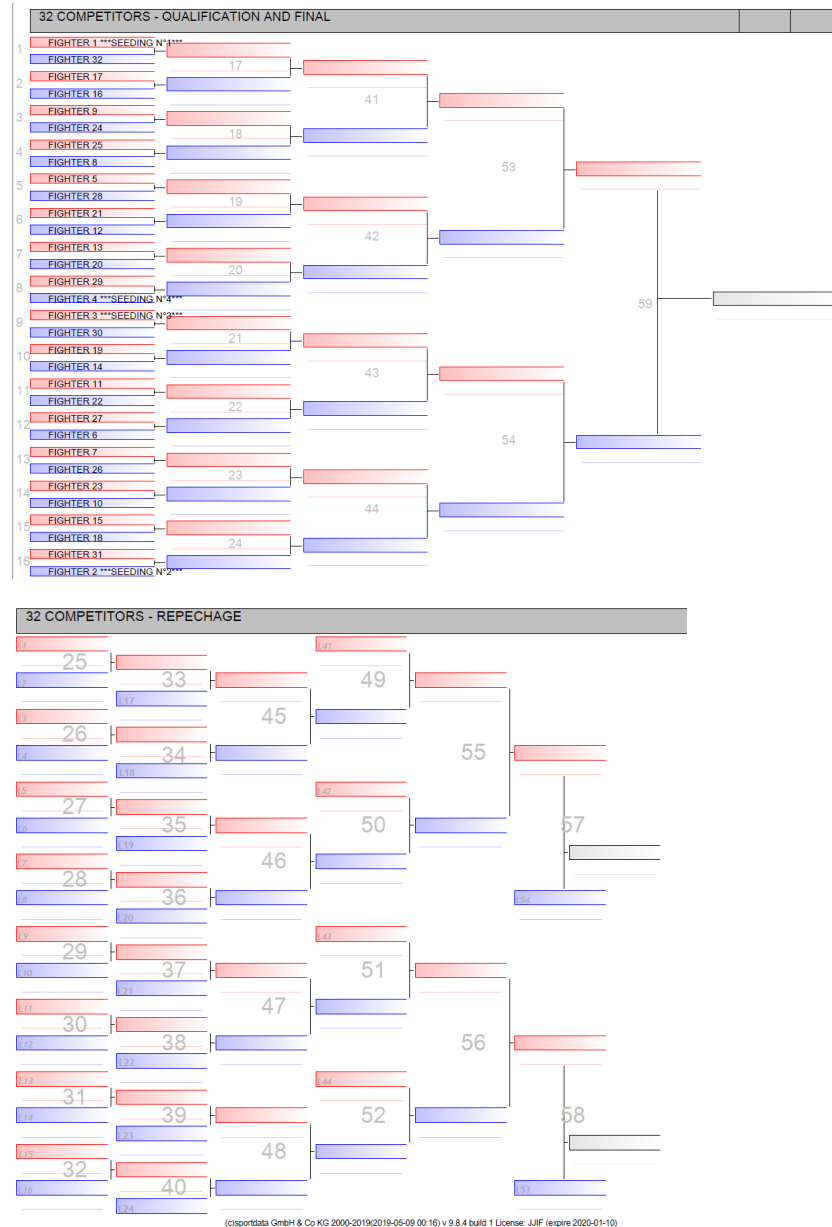 32 COMPETITORS - QUALIFICATION AND FINAL
1
FIGHTER 1 ***SEEDING N°1***
FIGHTER 32
17
2
FIGHTER 17
FIGHTER 16
41
3
FIGHTER 9
FIGHTER 24
18
4
FIGHTER 25
FIGHTER 8
53
5
FIGHTER 5
FIGHTER 28
19
6
FIGHTER 21
FIGHTER 12
42
7
FIGHTER 13
FIGHTER 20
20
8
FIGHTER 29
FIGHTER 4 ***SEEDING N°4***
59
9
FIGHTER 3 ***SEEDING N°3***
FIGHTER 30
21
10
FIGHTER 19
FIGHTER 14
43
11
FIGHTER 11
FIGHTER 22
22
12
FIGHTER 27
FIGHTER 6
54
13
FIGHTER 7
FIGHTER 26
23
14
FIGHTER 23
FIGHTER 10
44
15
FIGHTER 15
FIGHTER 18
24
16
FIGHTER 31
FIGHTER 2 ***SEEDING N°2***
32 COMPETITORS - REPECHAGE
L1
L41
25
33
49
L2
L17
L3
45
26
34
L4
L18
55
L5
L42
27
35
50
57
L6
L19
L7
46
28
36
L8
L20
L54
L9
L43
29
37
51
L10
L21
L11
47
30
38
L12
L22
56
L13
L44
31
39
52
58
L14
L23
L15
48
32
40
L16
L24
L53
(c)sportdata GmbH & Co KG 2000-2019(2019-05-09 00:16) v 9.8.4 build 1 License: JJIF (expire 2020-01-10)